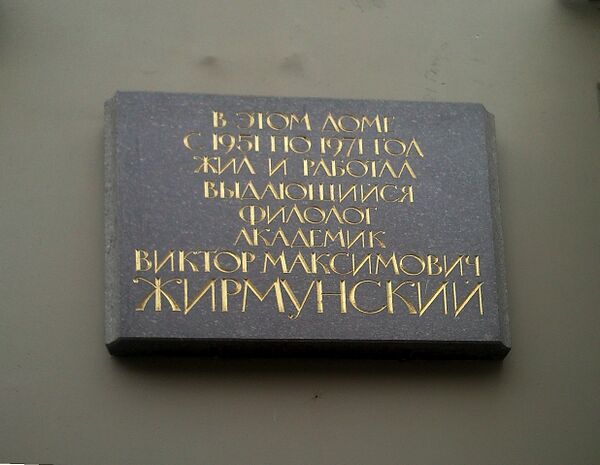 В ЭТОМ ДОМЕ
С 1951 ПО 1971 ГОД
ЖИЛ И РАБОТАЛ
ВЫДАЮЩИЙСЯ
ФИЛОЛОГ
АКАДЕМИК
ВИКТОР МАКСИМОВИЧ
ЖИРМУНСКИЙ